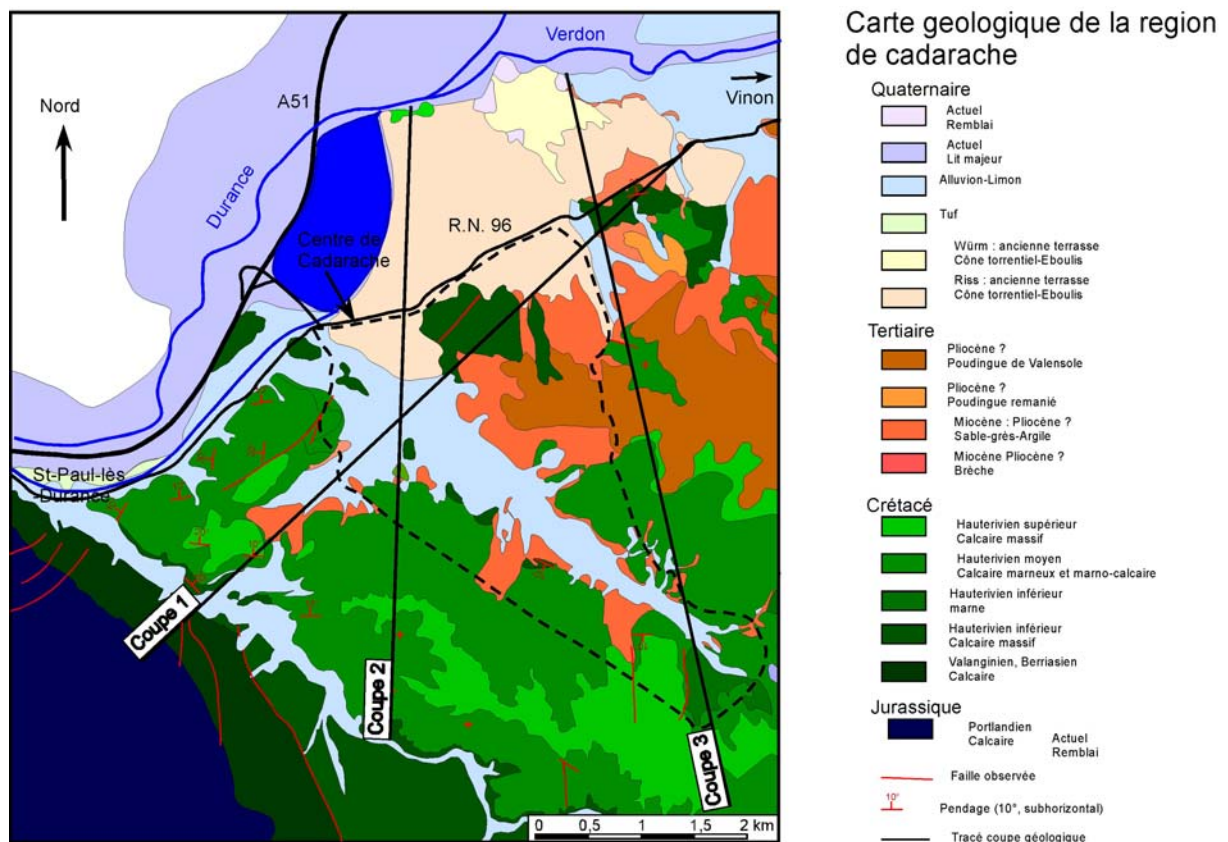 Carte geologique de la region
de cadarache
Quaternaire
Actuel
Remblai
Actuel
Lit majeur
Alluvion-Limon
Tuf
Würm : ancienne terrasse
Cône torrentiel-Eboulis
Riss : ancienne terrasse
Cône torrentiel-Eboulis
Tertiaire
Pliocène ?
Poudingue de Valensole
Pliocène ?
Poudingue remanié
Miocène : Pliocène ?
Sable-grès-Argile
Miocène Pliocène ?
Brèche
Crétacé
Hauterivien supérieur
Calcaire massif
Hauterivien moyen
Calcaire marneux et marno-calcaire
Hauterivien inférieur
marne
Hauterivien inférieur
Calcaire massif
Valanginien, Berriasien
Calcaire
Jurassique
Portlandien
Calcaire
Actuel
Remblai
Faille observée
10°
Pendage (10°, subhorizontal)
Tracé coupe géologique
Verdon
Nord
A51
Vinon
Durance
R.N. 96
Centre de
Cadarache
St-Paul-lès
Durance
Coupe 1
Coupe 2
Coupe 3
0 0,5 1 2 km